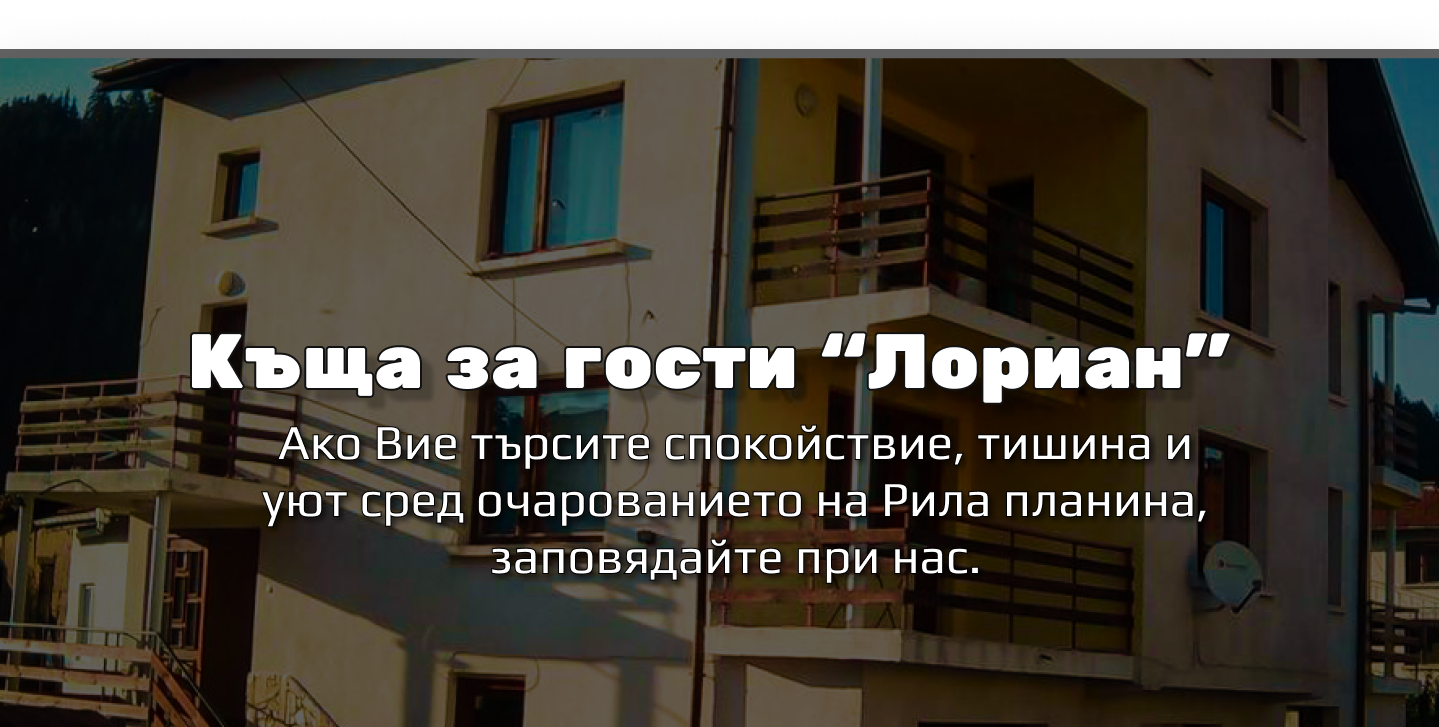 Къща за гости “Лориан”
Ако Вие търсите спокойствие, тишина и
уют сред очарованието на Рила планина,
заповядайте при нас.